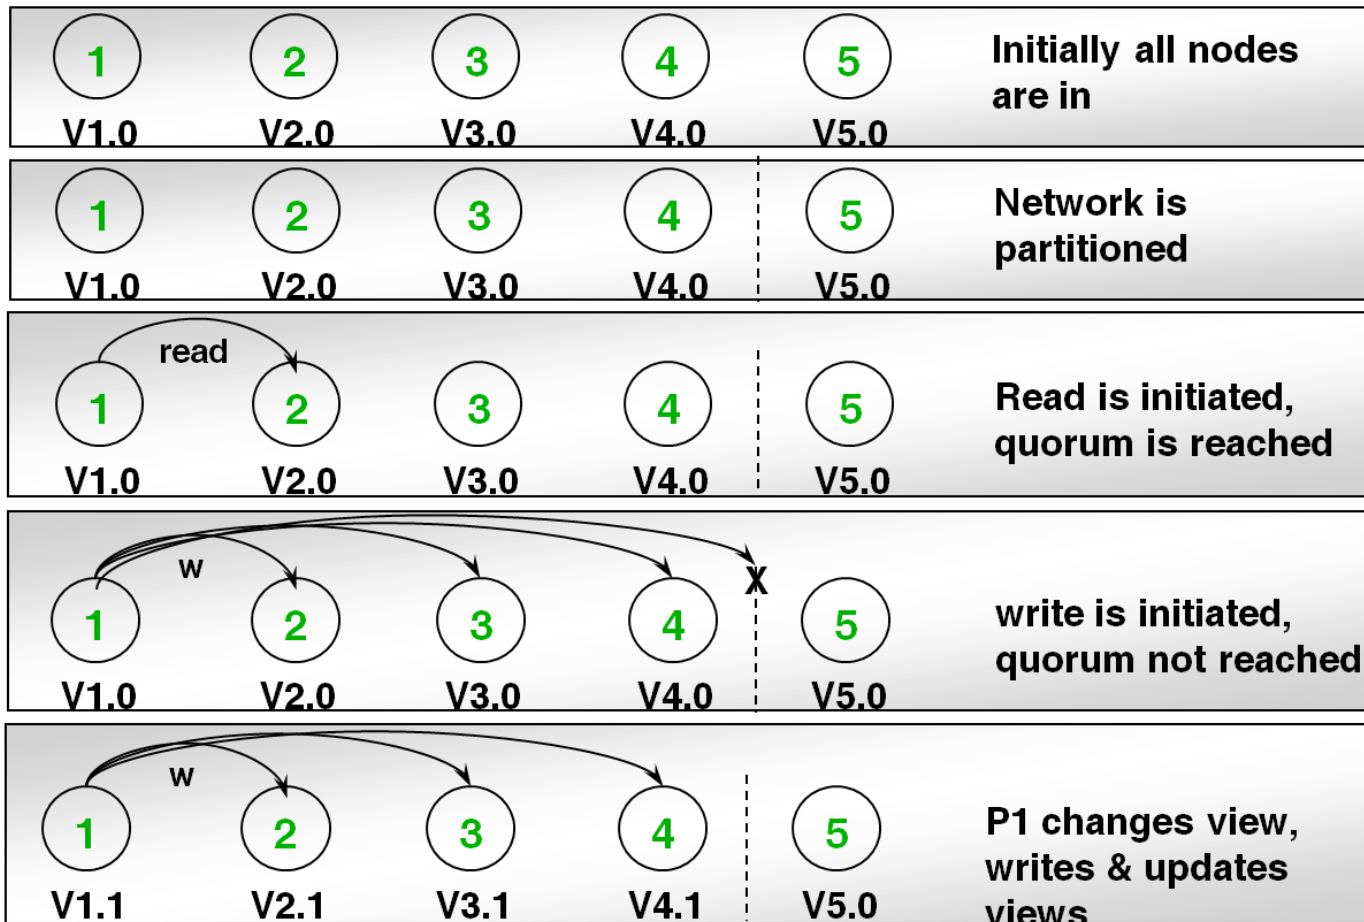 1 2 3 4 5
V1.0 V2.0 V3.0 V4.0 V5.0
Initially all nodes
are in
1 2 3 4 5
V1.0 V2.0 V3.0 V4.0 V5.0
Network is
partitioned
read
1 2 3 4 5
V1.0 V2.0 V3.0 V4.0 V5.0
Read is initiated,
quorum is reached
w
X
1 2 3 4 5
V1.0 V2.0 V3.0 V4.0 V5.0
write is initiated,
quorum not reached
w
1 2 3 4 5
V1.1 V2.1 V3.1 V4.1 V5.0
P1 changes view,
writes & updates
views